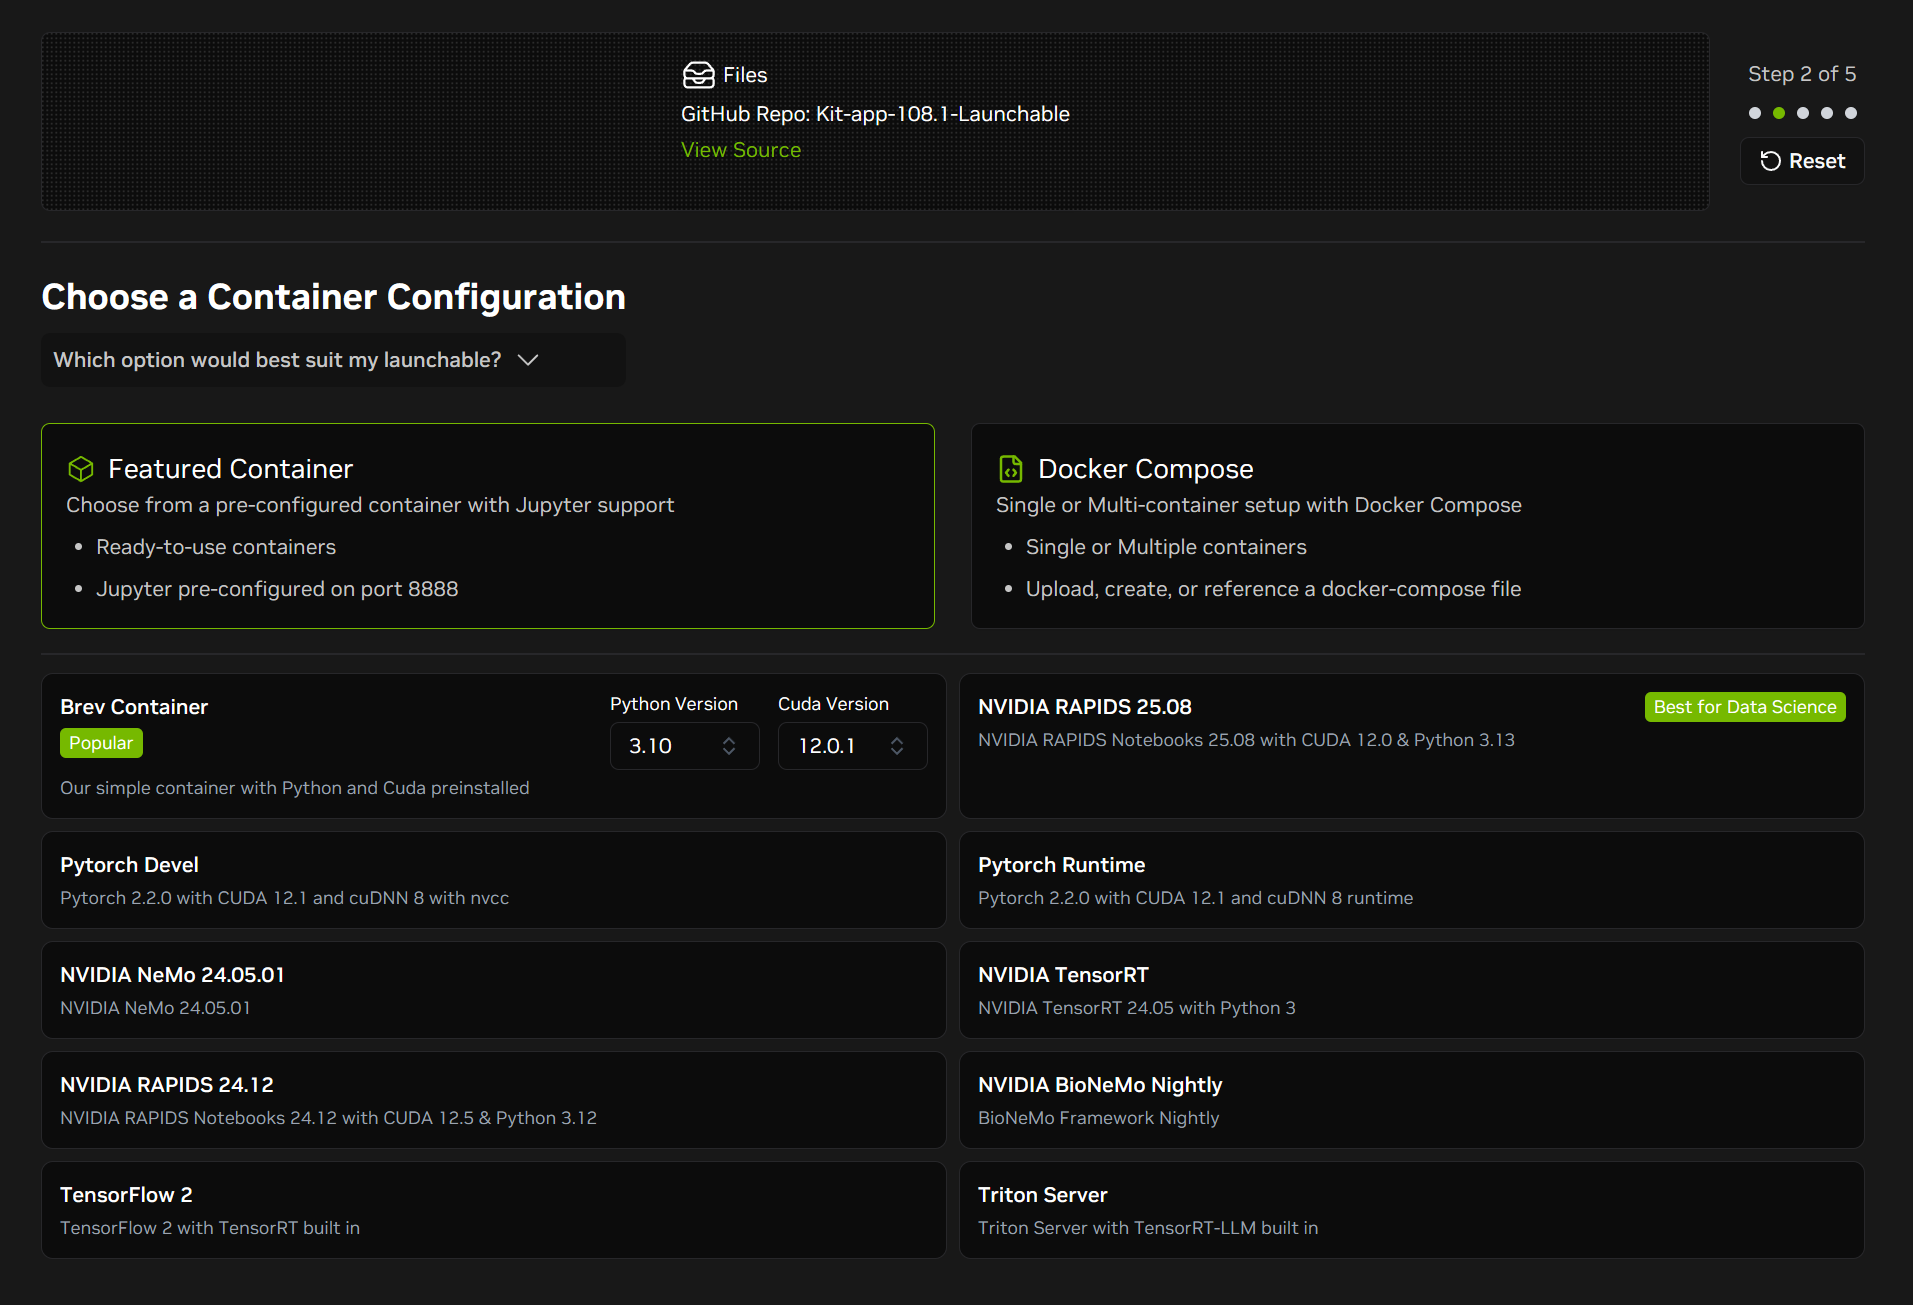 Files
GitHub Repo: Kit-app-108.1-Launchable
View Source
Step 2 of 5
Reset
Choose a Container Configuration
Which option would best suit my launchable?
Featured Container
Choose from a pre-configured container with Jupyter support
• Ready-to-use containers
• Jupyter pre-configured on port 8888
Docker Compose
Single or Multi-container setup with Docker Compose
• Single or Multiple containers
• Upload, create, or reference a docker-compose file
Brev Container
Popular
Our simple container with Python and Cuda preinstalled
Python Version
3.10
Cuda Version
12.0.1
NVIDIA RAPIDS 25.08
Best for Data Science
NVIDIA RAPIDS Notebooks 25.08 with CUDA 12.0 & Python 3.13
Pytorch Devel
Pytorch 2.2.0 with CUDA 12.1 and cuDNN 8 with nvcc
Pytorch Runtime
Pytorch 2.2.0 with CUDA 12.1 and cuDNN 8 runtime
NVIDIA NeMo 24.05.01
NVIDIA NeMo 24.05.01
NVIDIA TensorRT
NVIDIA TensorRT 24.05 with Python 3
NVIDIA RAPIDS 24.12
NVIDIA RAPIDS Notebooks 24.12 with CUDA 12.5 & Python 3.12
NVIDIA BioNeMo Nightly
BioNeMo Framework Nightly
TensorFlow 2
TensorFlow 2 with TensorRT built in
Triton Server
Triton Server with TensorRT-LLM built in